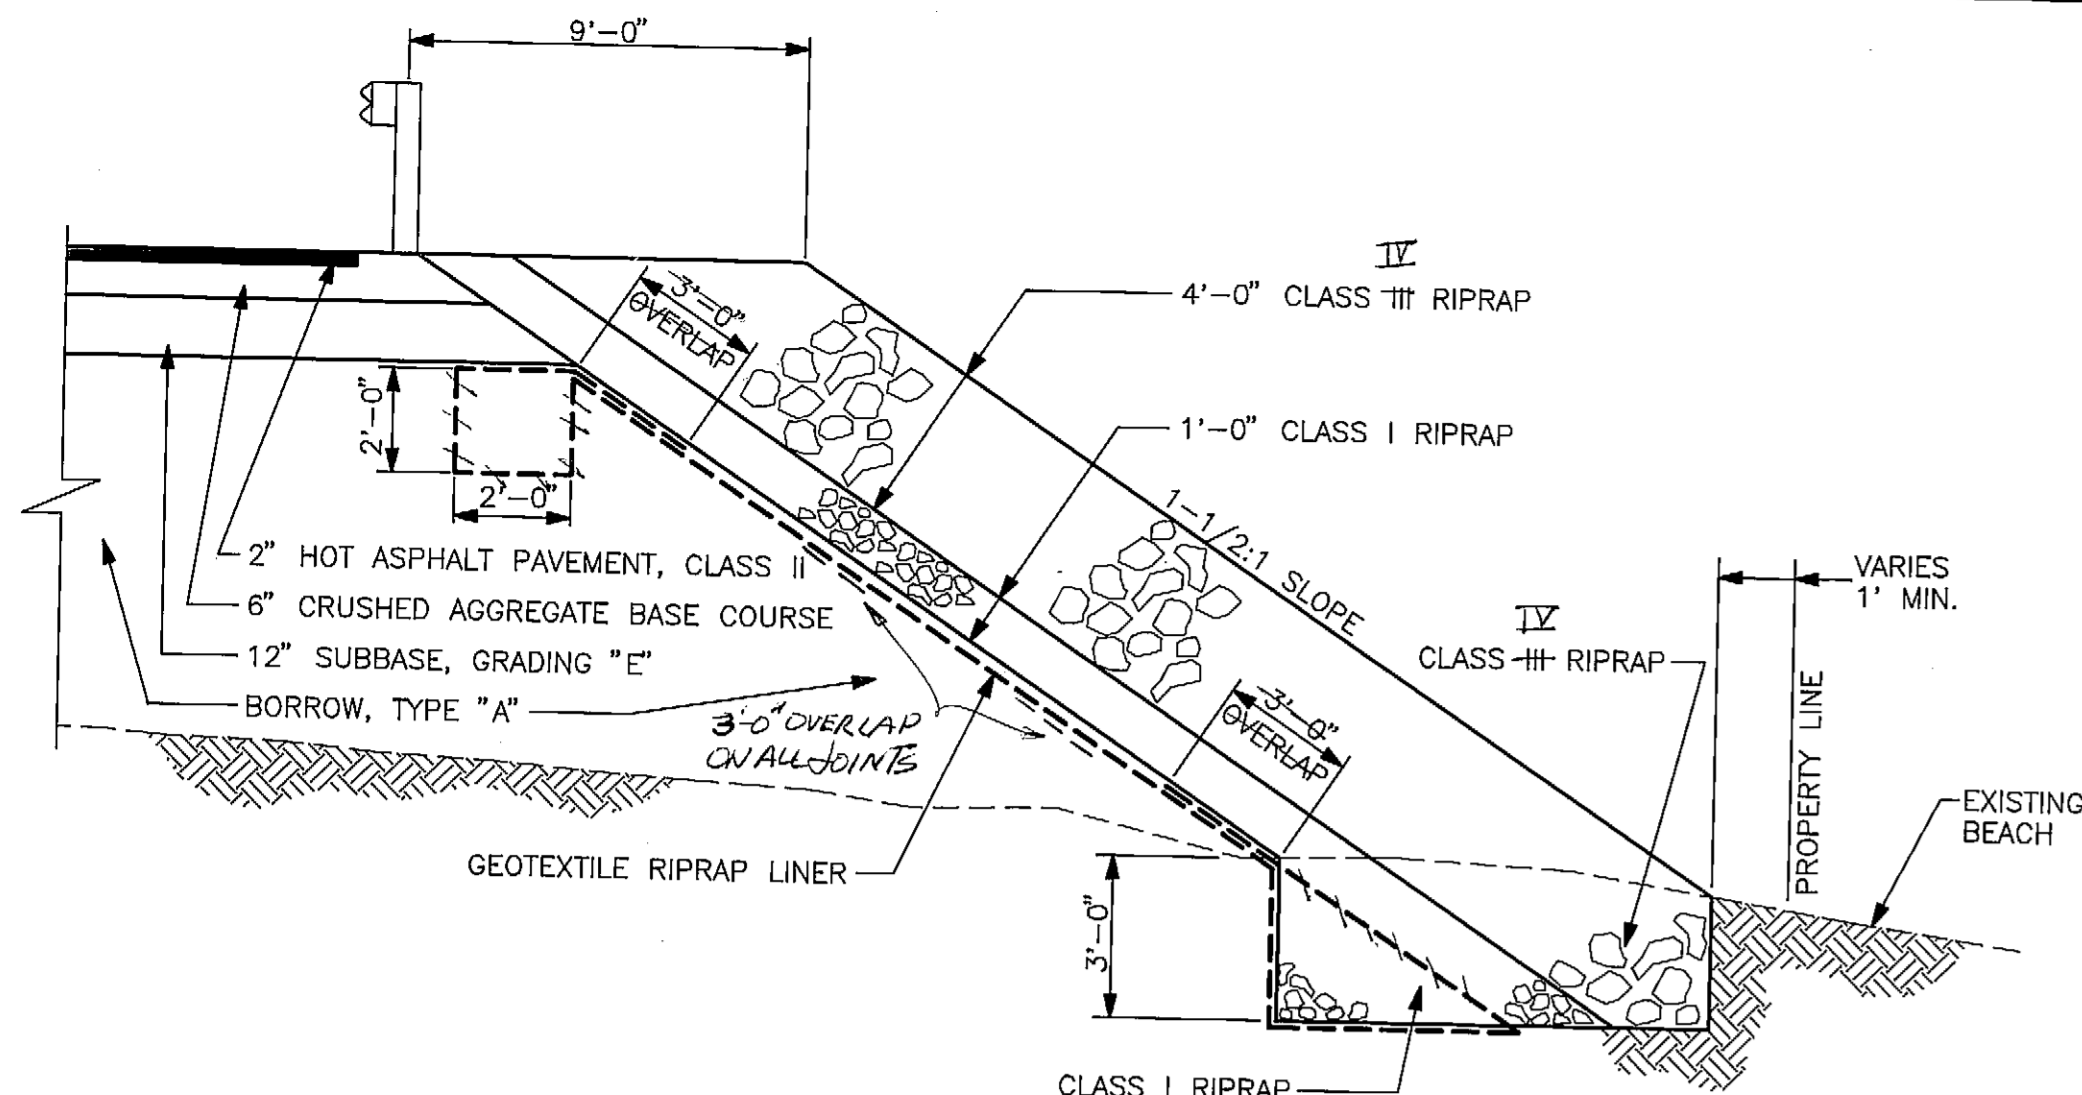 9'-0"
IV
4'-0" CLASS III RIPRAP
3'-0"
OVERLAP
1'-0" CLASS I RIPRAP
2'-0"
2'-0"
1-1/2:1 SLOPE
2" HOT ASPHALT PAVEMENT, CLASS II
6" CRUSHED AGGREGATE BASE COURSE
12" SUBBASE, GRADING "E"
BORROW, TYPE "A"
3'-0" OVERLAP
ON ALL JOINTS
VARIES
1' MIN.
IV
CLASS III RIPRAP
3'-0"
OVERLAP
PROPERTY LINE
EXISTING
BEACH
GEOTEXTILE RIPRAP LINER
3'-0"
CLASS I RIPRAP